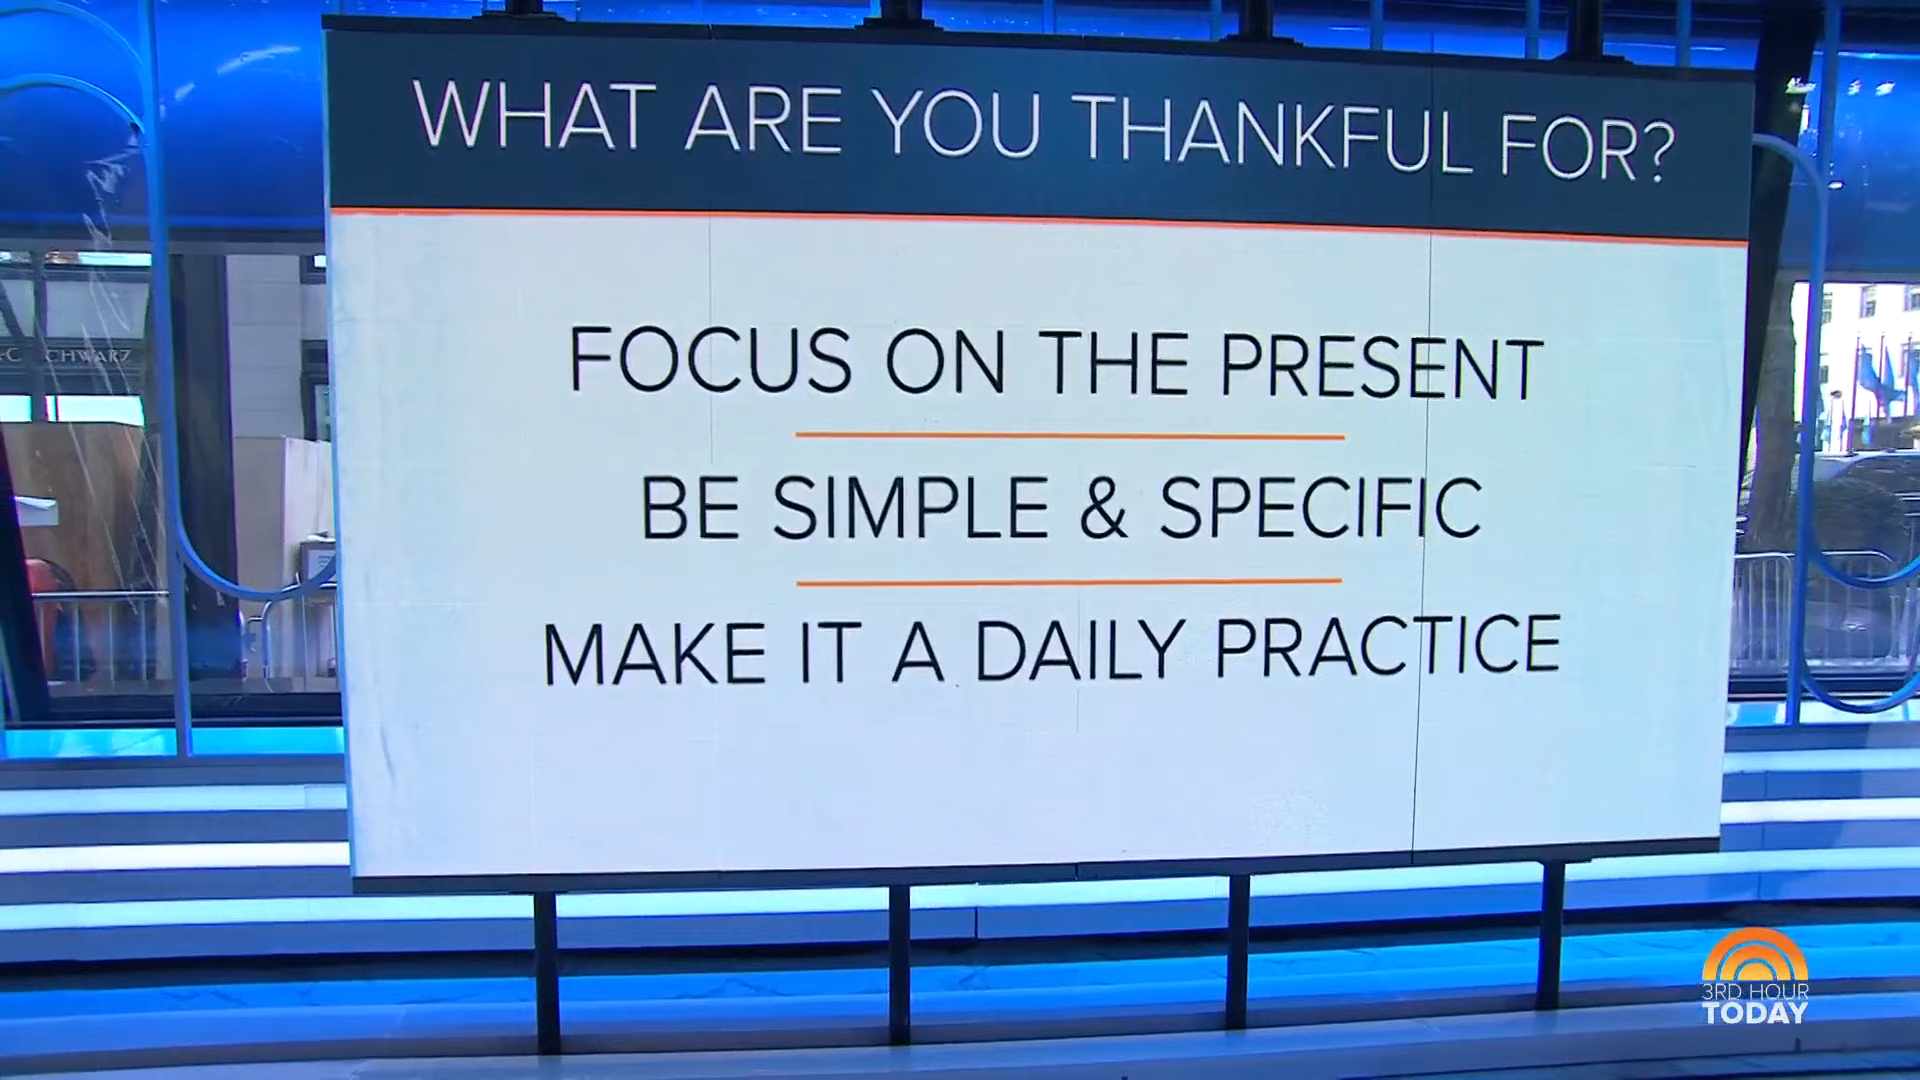 WHAT ARE YOU THANKFUL FOR?
FOCUS ON THE PRESENT
BE SIMPLE & SPECIFIC
MAKE IT A DAILY PRACTICE
SCHWARZ
3RD HOUR
TODAY